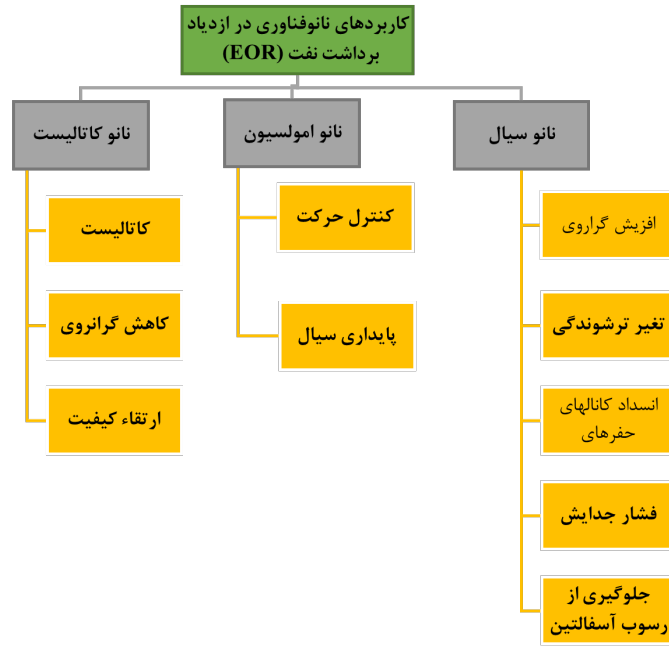 کاربردهای نانوفناوری در ازدیاد
برداشت نفت (EOR)
نانو سیال
نانو امولسیون
نانو کاتالیست
افزیش گراروی
تغیر ترشوندگی
انسداد کانالهای
حفرهای
فشار جدایش
جلوگیری از
رسوب آسفالتین
کنترل حرکت
پایداری سیال
کاتالیست
کاهش گرانروی
ارتقاء کیفیت